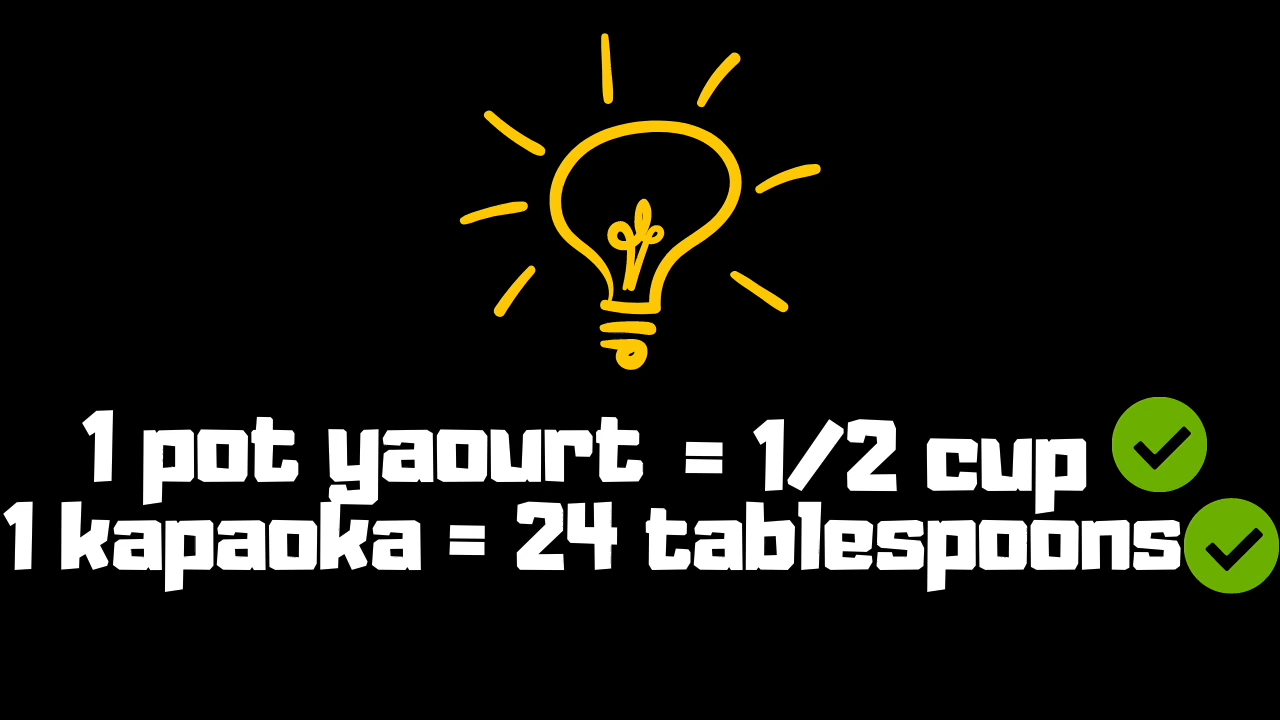 1 pot yaourt = 1/2 cup
1 kapaoka = 24 tablespoons